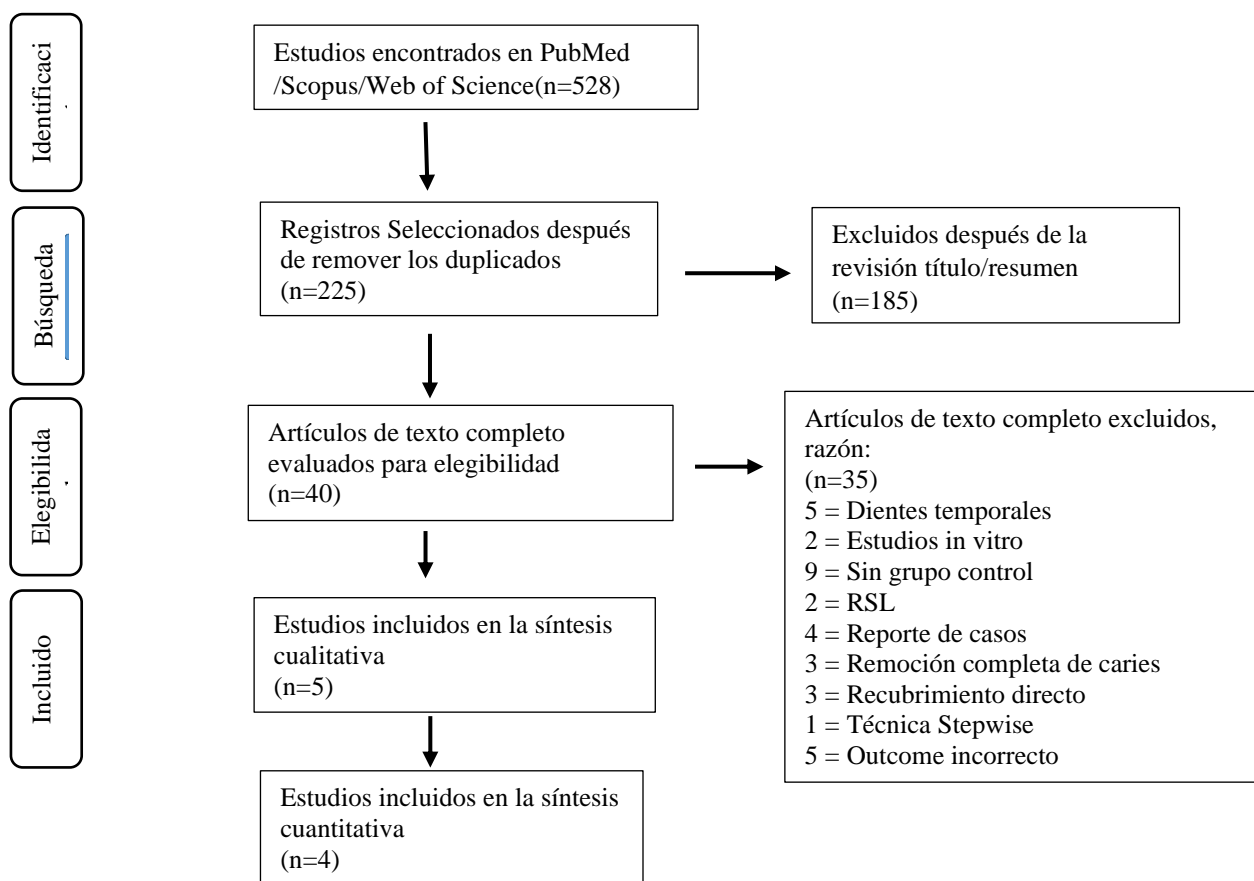 Identificaci
Estudios encontrados en PubMed
/Scopus/Web of Science(n=528)
Búsqueda
Registros Seleccionados después
de remover los duplicados
(n=225)
Excluidos después de la
revisión título/resumen
(n=185)
Elegibilida
Artículos de texto completo
evaluados para elegibilidad
(n=40)
Artículos de texto completo excluidos,
razón:
(n=35)
5 = Dientes temporales
2 = Estudios in vitro
9 = Sin grupo control
2 = RSL
4 = Reporte de casos
3 = Remoción completa de caries
3 = Recubrimiento directo
1 = Técnica Stepwise
5 = Outcome incorrecto
Incluido
Estudios incluidos en la síntesis
cualitativa
(n=5)
Estudios incluidos en la síntesis
cuantitativa
(n=4)